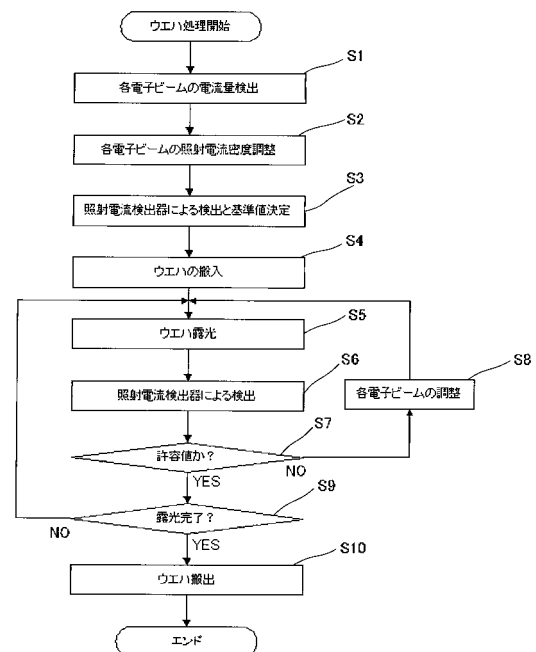 ウエハ処理開始
S1
各電子ビームの電流量検出
S2
各電子ビームの照射電流密度調整
S3
照射電流検出器による検出と基準値決定
S4
ウエハの搬入
S5
ウエハ露光
S6
照射電流検出器による検出
S8
各電子ビームの調整
S7
許容値か?
NO
YES
S9
露光完了?
NO
YES
S10
ウエハ搬出
エンド